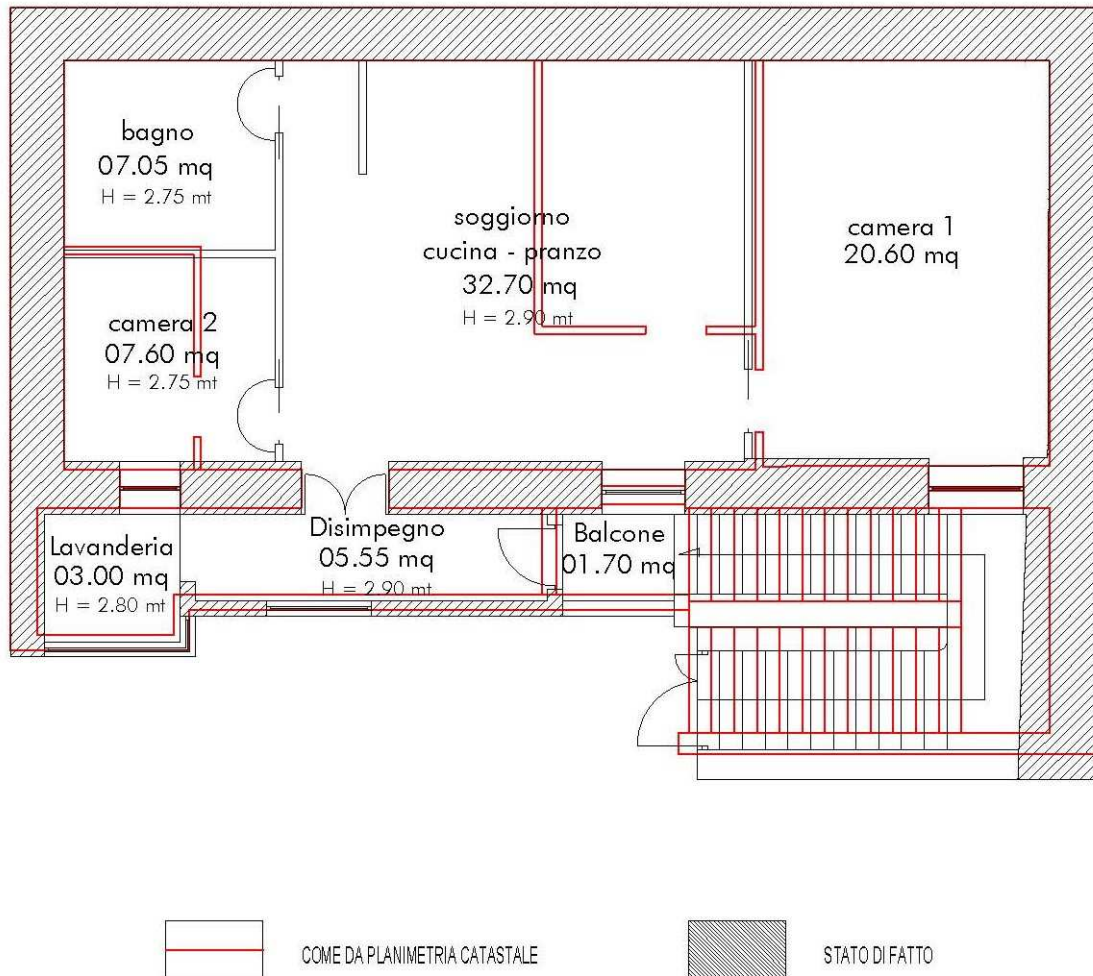 bagno
07.05 mq
H = 2.75 mt
soggiorno
cucina - pranzo
32.70 mq
H = 2.90 mt
camera 1
20.60 mq
camera 2
07.60 mq
H = 2.75 mt
Lavanderia
03.00 mq
H = 2.80 mt
Disimpegno
05.55 mq
H = 2.90 mt
Balcone
01.70 mq
COME DA PLANIMETRIA CATASTALE
STATO DI FATTO